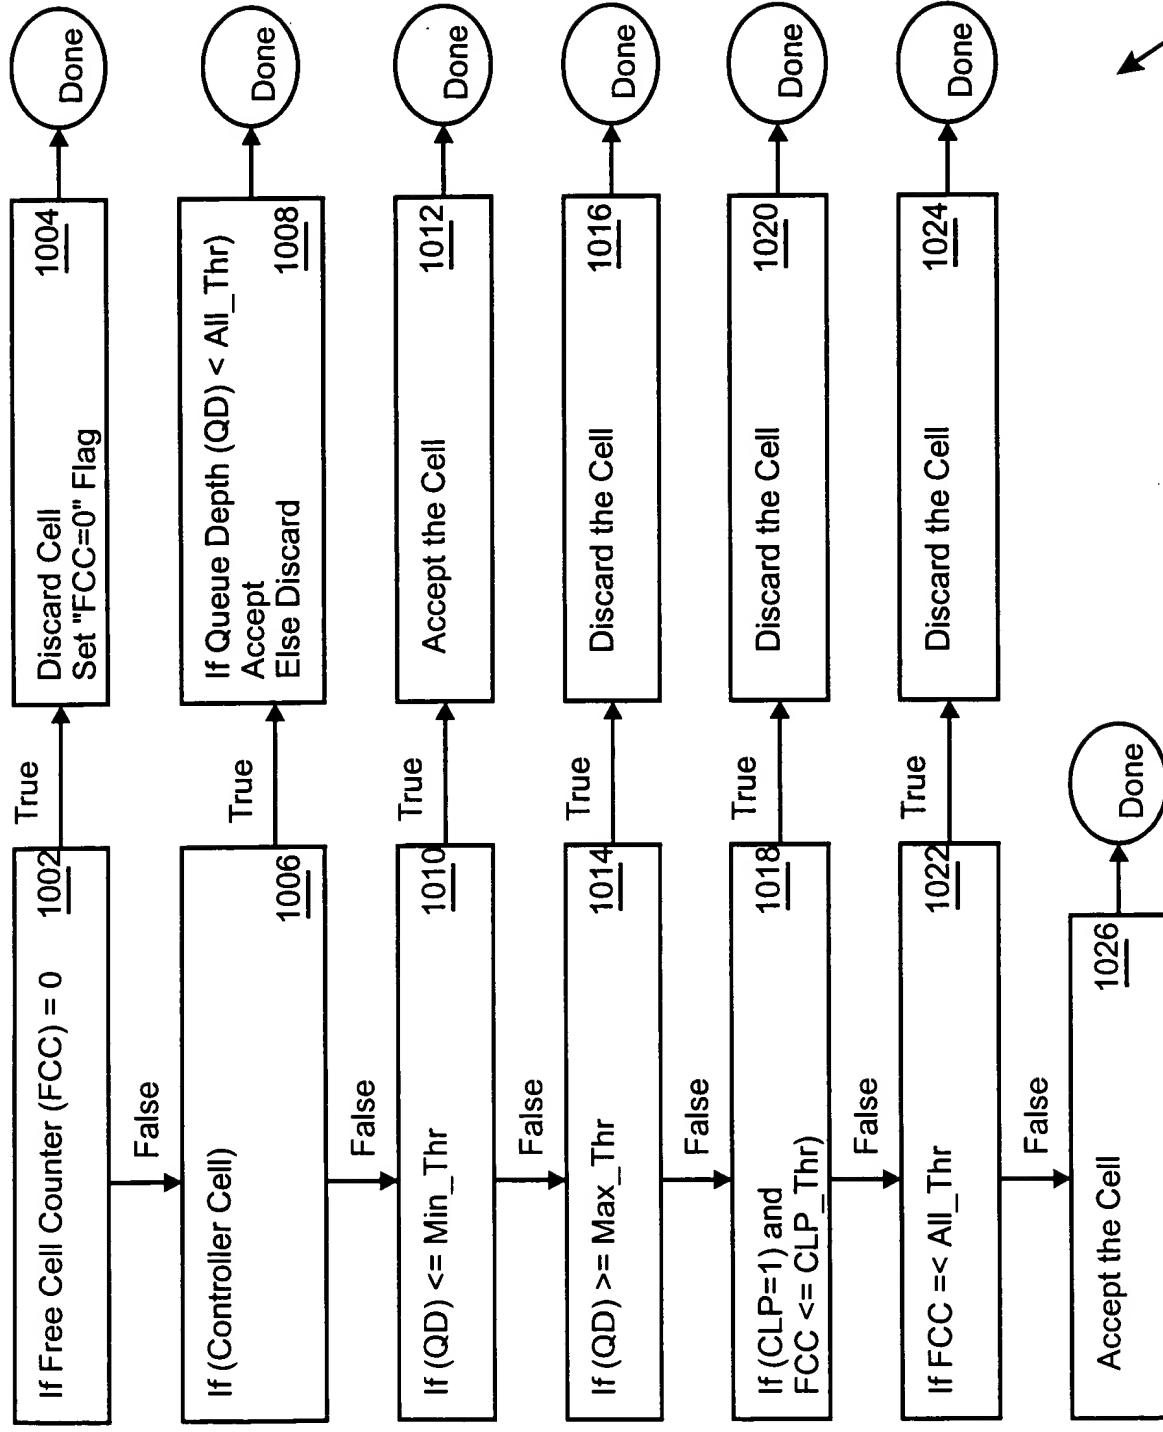 If Free Cell Counter (FCC) = 0
1002
True
Discard Cell
Set "FCC=0" Flag
1004
Done
False
If (Controller Cell)
1006
True
If Queue Depth (QD) < All_Thr)
Accept
Else Discard
1008
Done
False
If (QD) <= Min_Thr
1010
True
Accept the Cell
1012
Done
False
If (QD) >= Max_Thr
1014
True
Discard the Cell
1016
Done
False
If (CLP=1) and
FCC <= CLP_Thr)
1018
True
Discard the Cell
1020
Done
False
If FCC =< All_Thr
1022
True
Discard the Cell
1024
Done
False
Accept the Cell
1026
Done